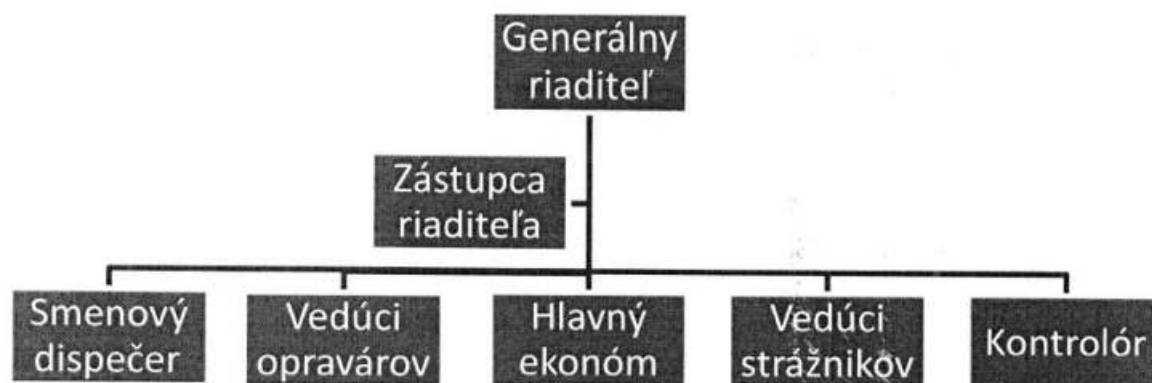 Generálny
riaditeľ
Zástupca
riaditeľa
Smenový
dispečer
Vedúci
opravárov
Hlavný
ekonóm
Vedúci
strážnikov
Kontrolór